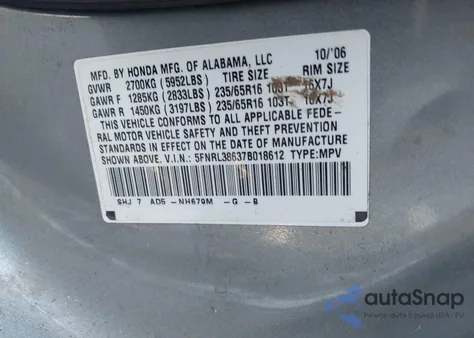 MFD. BY HONDA MFG. OF ALABAMA, LLC 10/'06
GVWR 2700KG (5952LBS) TIRE SIZE RIM SIZE
GAWR F 1285KG (2833LBS) 235/65R16 103T 16X7J
GAWR R 1450KG (3197LBS) 235/65R16 103T 16X7J
THIS VEHICLE CONFORMS TO ALL APPLICABLE FEDE-
RAL MOTOR VEHICLE SAFETY AND THEFT PREVENTION
STANDARDS IN EFFECT ON THE DATE OF MANUFACTURE
SHOWN ABOVE. V.I.N.: 5FNRL38637B018612 TYPE:MPV
SHJ 7 AD5 -NH679M -G -B
autoSnap